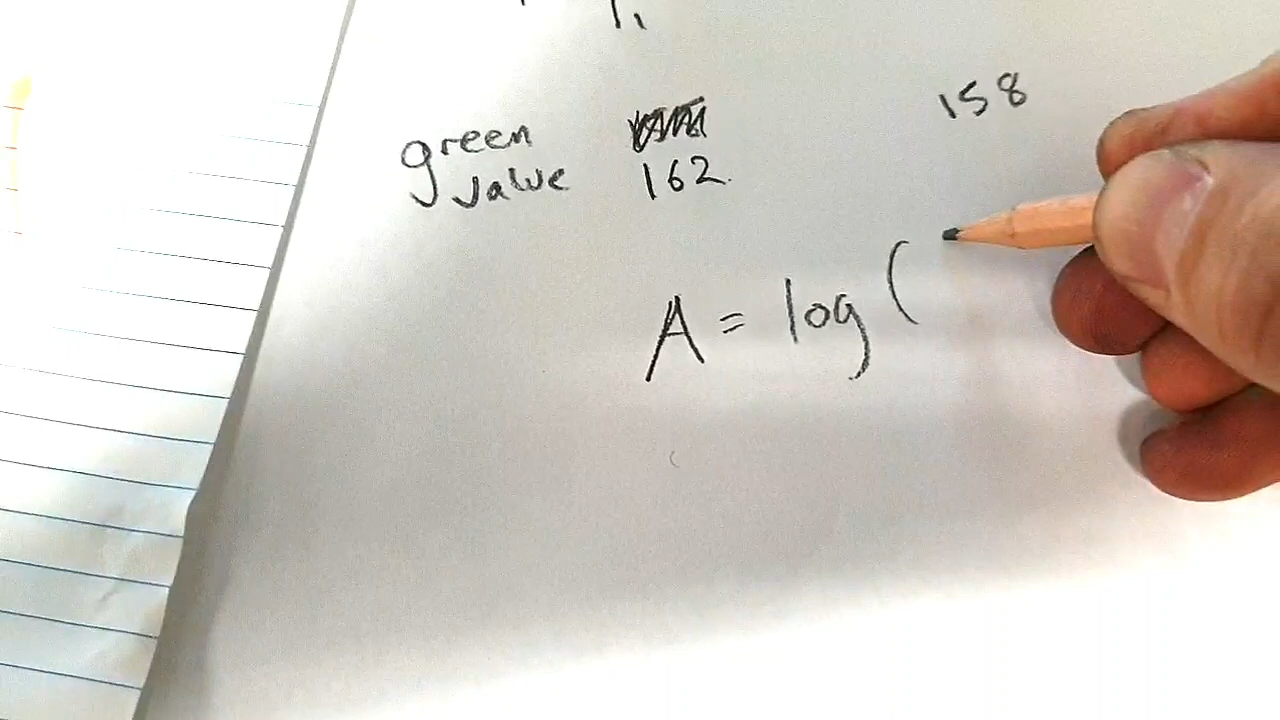 green 158
value 162
A = log (